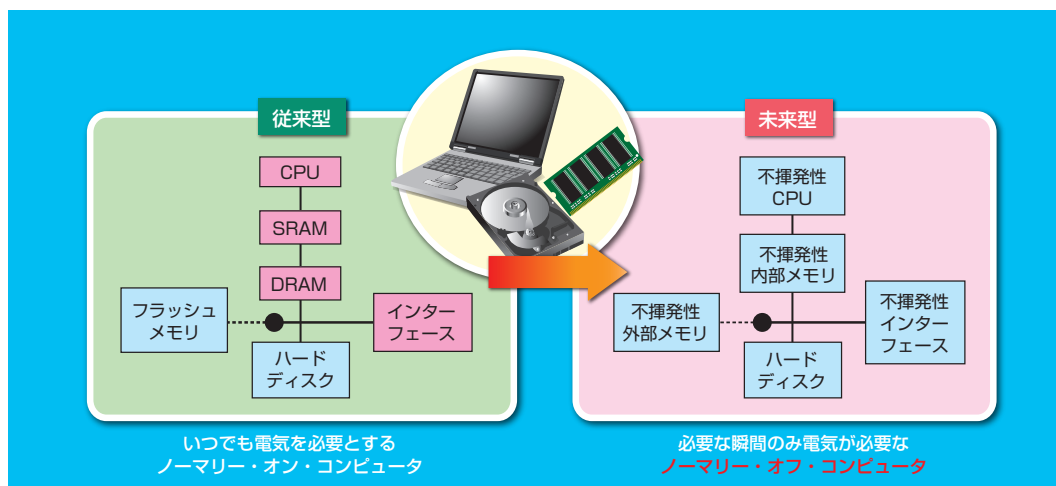 従来型
CPU
SRAM
DRAM
フラッシュ
メモリ
インター
フェース
ハード
ディスク
いつでも電気を必要とする
ノーマリー・オン・コンピュータ
未来型
不揮発性
CPU
不揮発性
内部メモリ
不揮発性
外部メモリ
不揮発性
インター
フェース
ハード
ディスク
必要な瞬間のみ電気が必要な
ノーマリー・オフ・コンピュータ